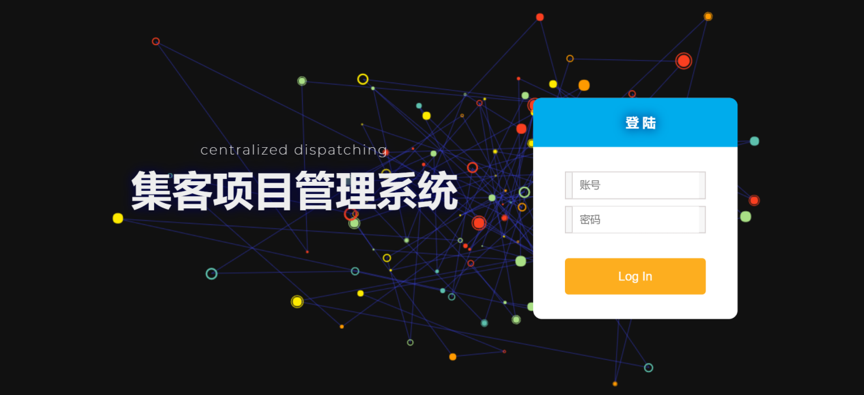 centralized dispatching
集客项目管理系统
登 陆
账号
密码
Log In